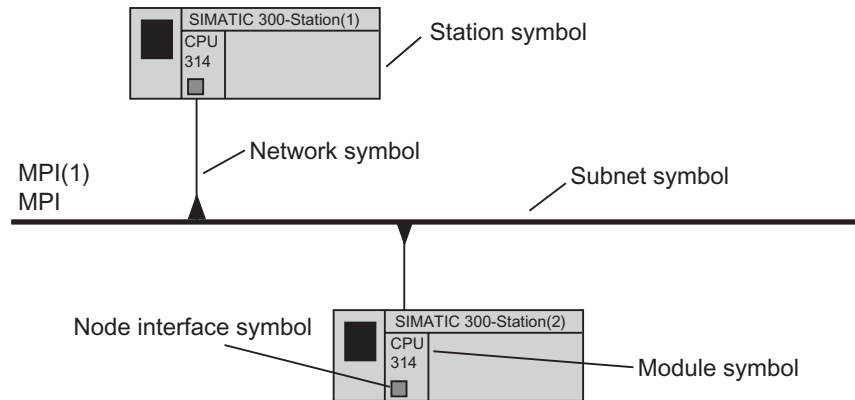 SIMATIC 300-Station(1)
CPU
314
Station symbol
Network symbol
MPI(1)
MPI
Subnet symbol
SIMATIC 300-Station(2)
CPU
314
Node interface symbol
Module symbol